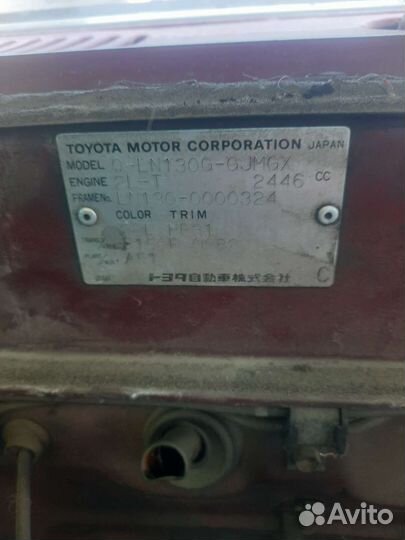 TOYOTA MOTOR CORPORATION JAPAN
MODEL Q-LN130G-GJMGX
ENGINE 2L-T 2446 CC
FRAME No. LN130-0000324
COLOR TRIM
トヨタ自動車株式会社
C
Avito